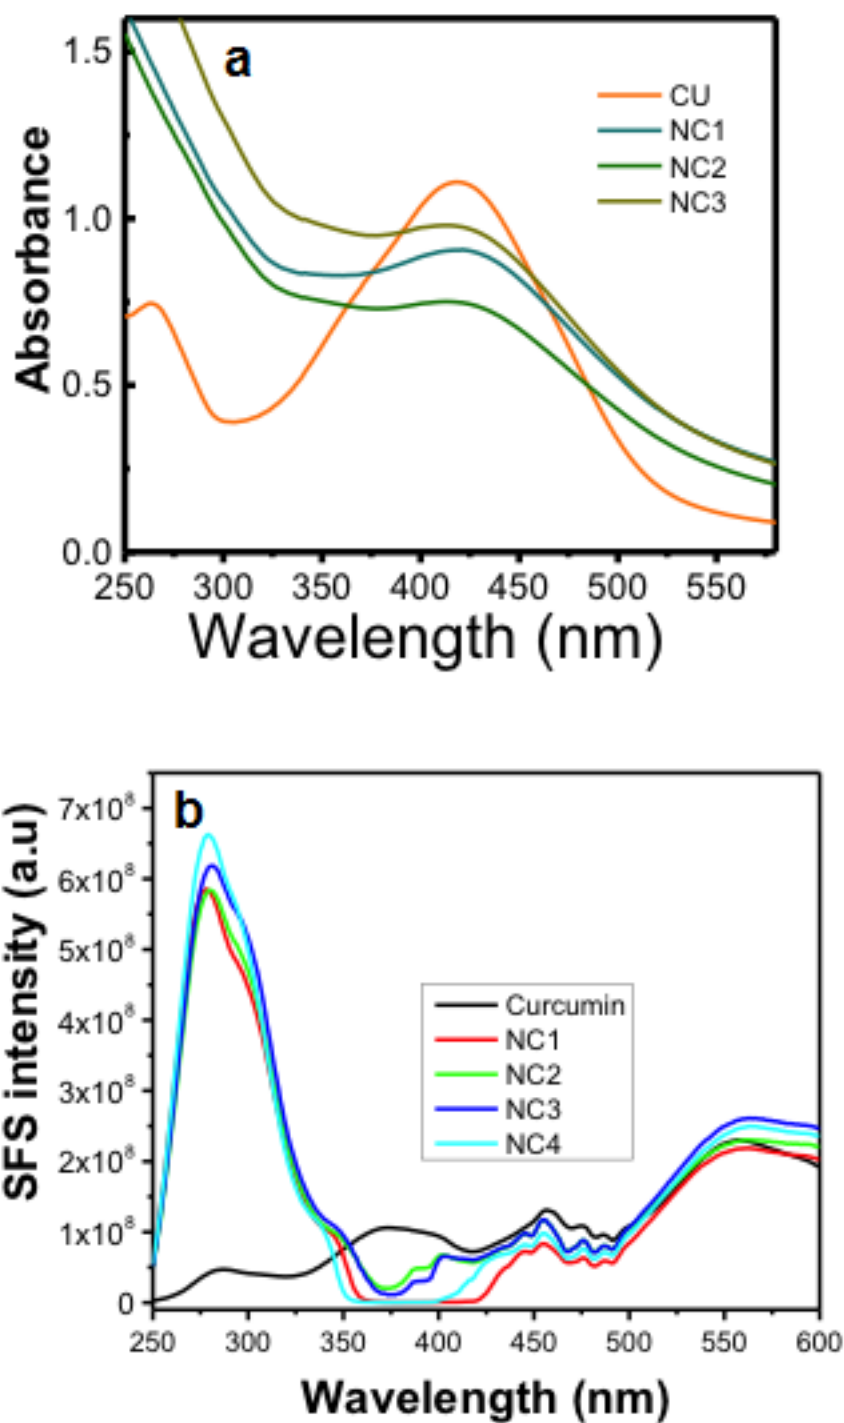 a
CU
NC1
NC2
NC3
Absorbance
1.5
1.0
0.5
0.0
250 300 350 400 450 500 550
Wavelength (nm)
b
SFS intensity (a.u)
7x10⁸
6x10⁸
5x10⁸
4x10⁸
3x10⁸
2x10⁸
1x10⁸
0
Curcumin
NC1
NC2
NC3
NC4
250 300 350 400 450 500 550 600
Wavelength (nm)